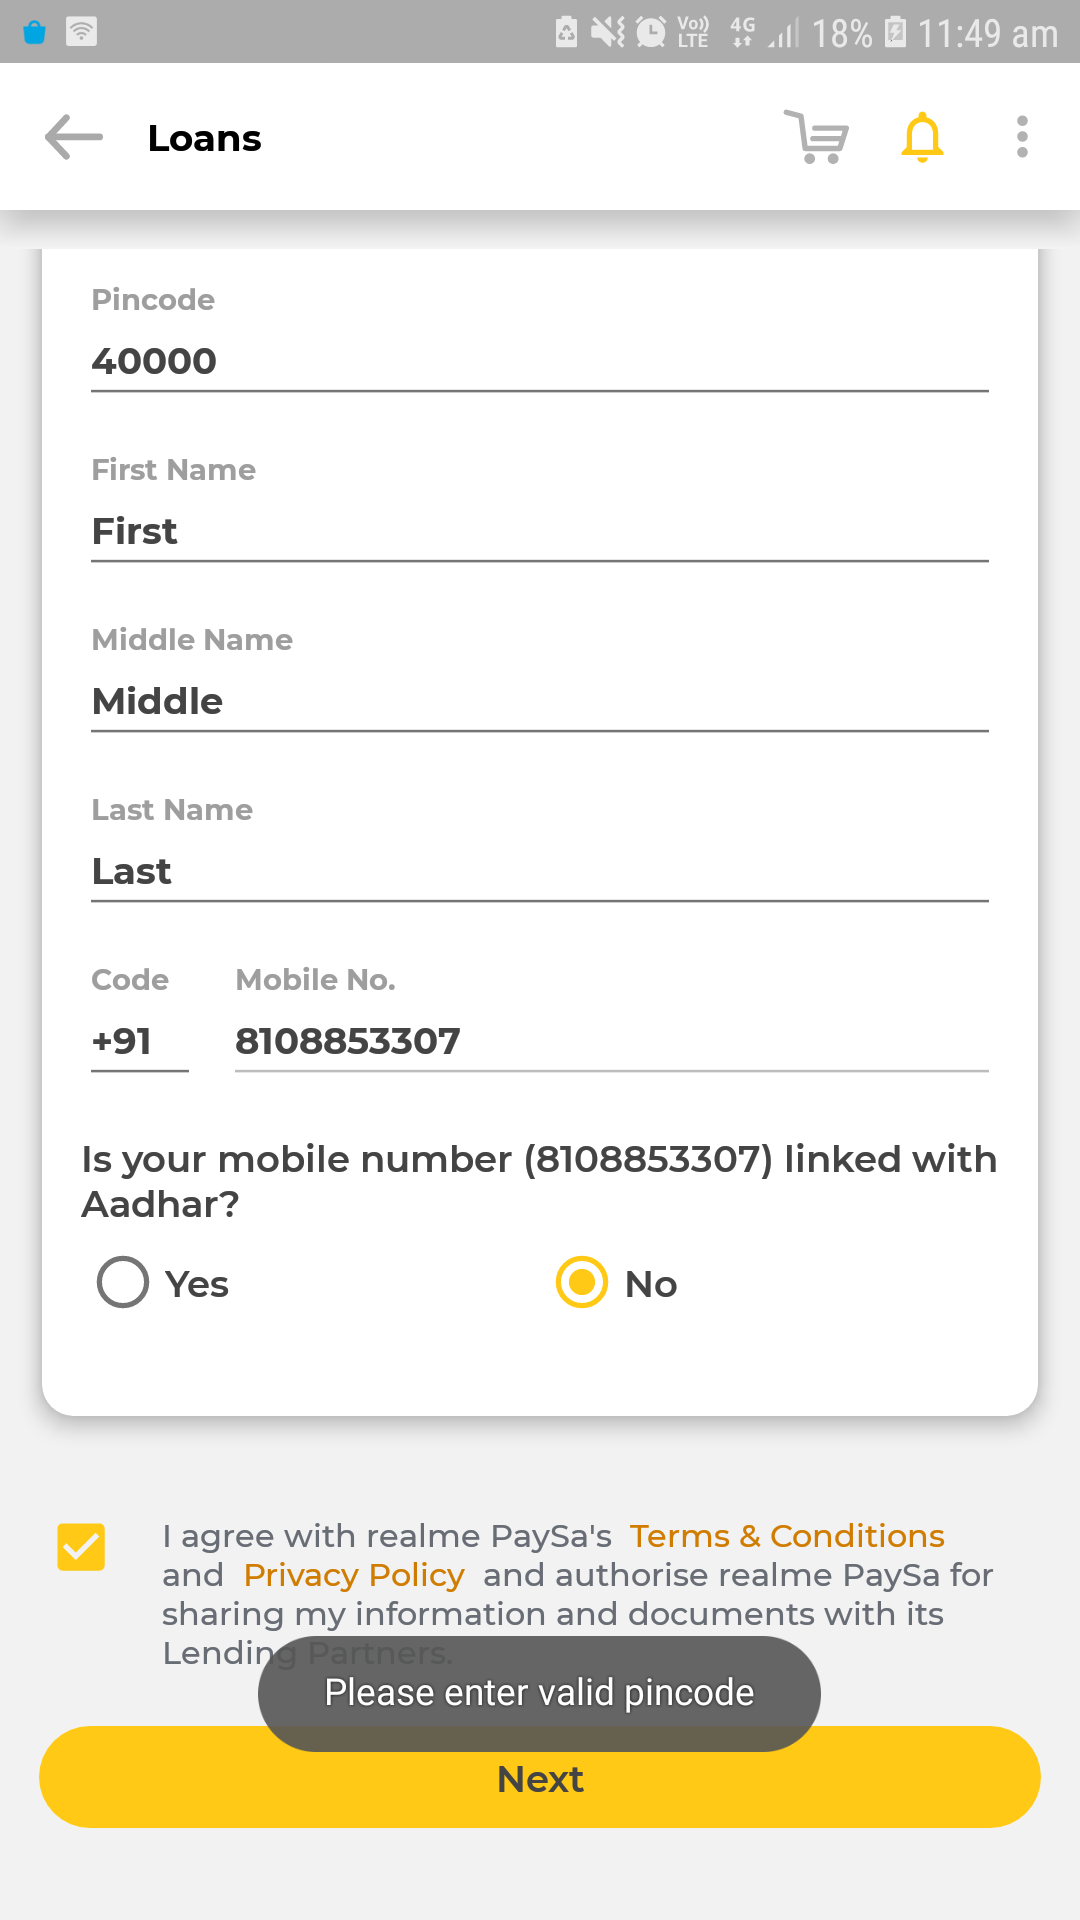 Vo)) LTE 4G 18% 11:49 am
Loans
Pincode
40000
First Name
First
Middle Name
Middle
Last Name
Last
Code Mobile No.
+91 8108853307
Is your mobile number (8108853307) linked with
Aadhar?
Yes No
I agree with realme PaySa's Terms & Conditions
and Privacy Policy and authorise realme PaySa for
sharing my information and documents with its
Lending Partners.
Please enter valid pincode
Next